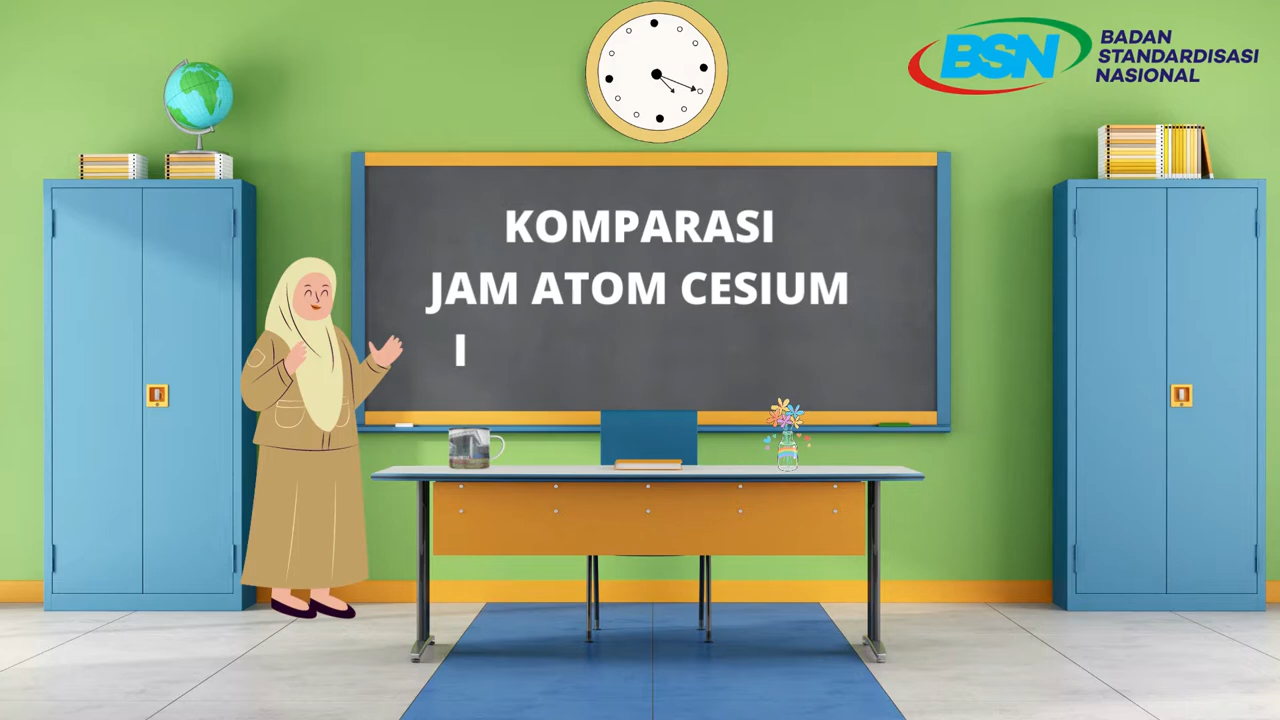 BSN
BADAN
STANDARDISASI
NASIONAL
KOMPARASI
JAM ATOM CESIUM
I